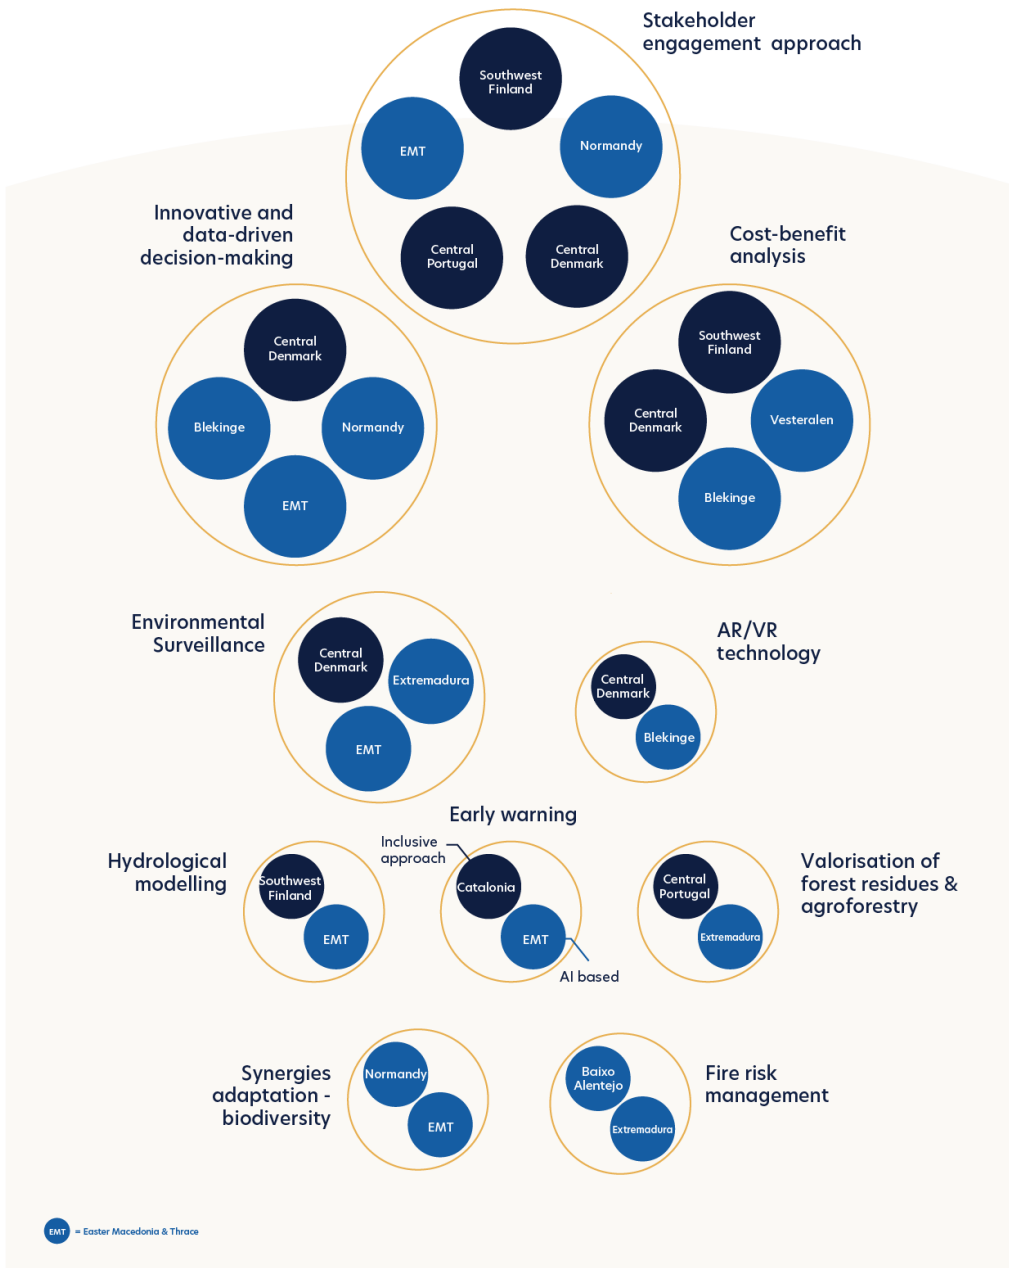 Stakeholder
engagement approach
Southwest
Finland
EMT
Normandy
Central
Portugal
Central
Denmark
Innovative and
data-driven
decision-making
Central
Denmark
Blekinge
Normandy
EMT
Cost-benefit
analysis
Southwest
Finland
Central
Denmark
Vesteralen
Blekinge
Environmental
Surveillance
Central
Denmark
Extremadura
EMT
AR/VR
technology
Central
Denmark
Blekinge
Hydrological
modelling
Southwest
Finland
EMT
Early warning
Inclusive
approach
Catalonia
EMT
AI based
Valorisation of
forest residues &
agroforestry
Central
Portugal
Extremadura
Synergies
adaptation -
biodiversity
Normandy
EMT
Fire risk
management
Baixo
Alentejo
Extremadura
EMT = Easter Macedonia & Thrace